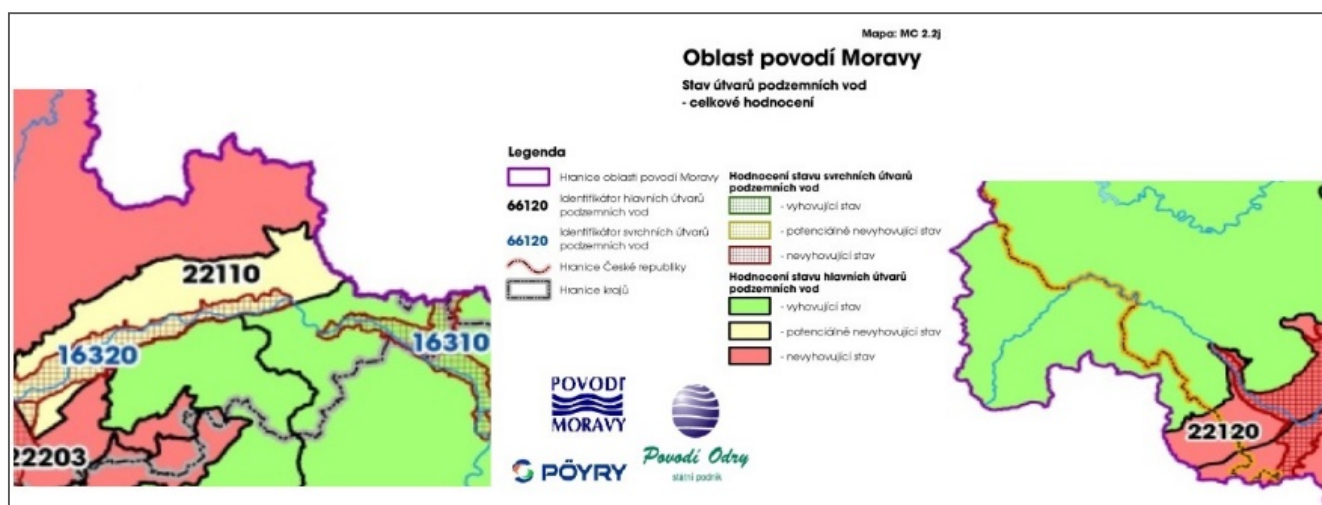 Mapa: MC 2.2j
Oblast povodí Moravy
Stav útvarů podzemních vod
- celkové hodnocení
22110
16320
16310
22203
Legenda
Hranice oblasti povodí Moravy
66120 Identifikátor hlavních útvarů
podzemních vod
66120 Identifikátor svrchních útvarů
podzemních vod
Hranice České republiky
Hranice krajů
Hodnocení stavu svrchních útvarů
podzemních vod
- vyhovující stav
- potenciálně nevyhovující stav
- nevyhovující stav
Hodnocení stavu hlavních útvarů
podzemních vod
- vyhovující stav
- potenciálně nevyhovující stav
- nevyhovující stav
POVODÍ
MORAVY
PÖYRY
Povodí Odry
státní podnik
22120